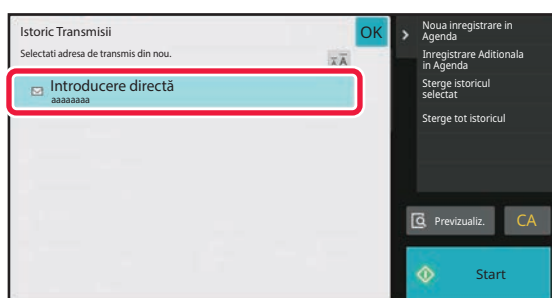 Istoric Transmisii
OK
Selectati adresa de transmis din nou.
Introducere directă
aaaaaaaa
Noua inregistrare in
Agenda
Inregistrare Aditionala
in Agenda
Sterge istoricul
selectat
Sterge tot istoricul
Previzualiz.
CA
Start